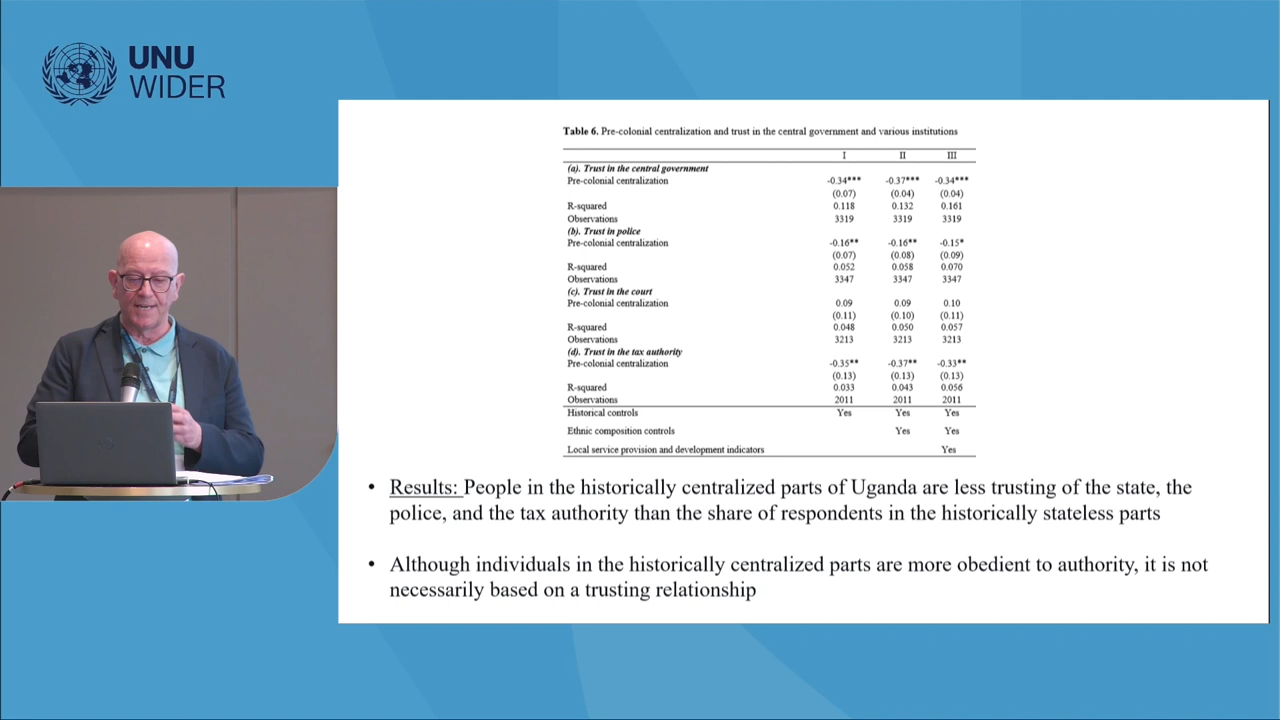 UNU
WIDER
Table 6. Pre-colonial centralization and trust in the central government and various institutions
I II III
(a). Trust in the central government
Pre-colonial centralization -0.34*** -0.37*** -0.34***
(0.07) (0.04) (0.04)
R-squared 0.118 0.132 0.161
Observations 3319 3319 3319
(b). Trust in police
Pre-colonial centralization -0.16** -0.16** -0.15*
(0.07) (0.08) (0.09)
R-squared 0.052 0.058 0.070
Observations 3347 3347 3347
(c). Trust in the court
Pre-colonial centralization 0.09 0.09 0.10
(0.11) (0.10) (0.11)
R-squared 0.048 0.050 0.057
Observations 3213 3213 3213
(d). Trust in the tax authority
Pre-colonial centralization -0.35** -0.37** -0.33**
(0.13) (0.13) (0.13)
R-squared 0.033 0.043 0.056
Observations 2011 2011 2011
Historical controls Yes Yes Yes
Ethnic composition controls Yes Yes
Local service provision and development indicators Yes
• Results: People in the historically centralized parts of Uganda are less trusting of the state, the
police, and the tax authority than the share of respondents in the historically stateless parts
• Although individuals in the historically centralized parts are more obedient to authority, it is not
necessarily based on a trusting relationship